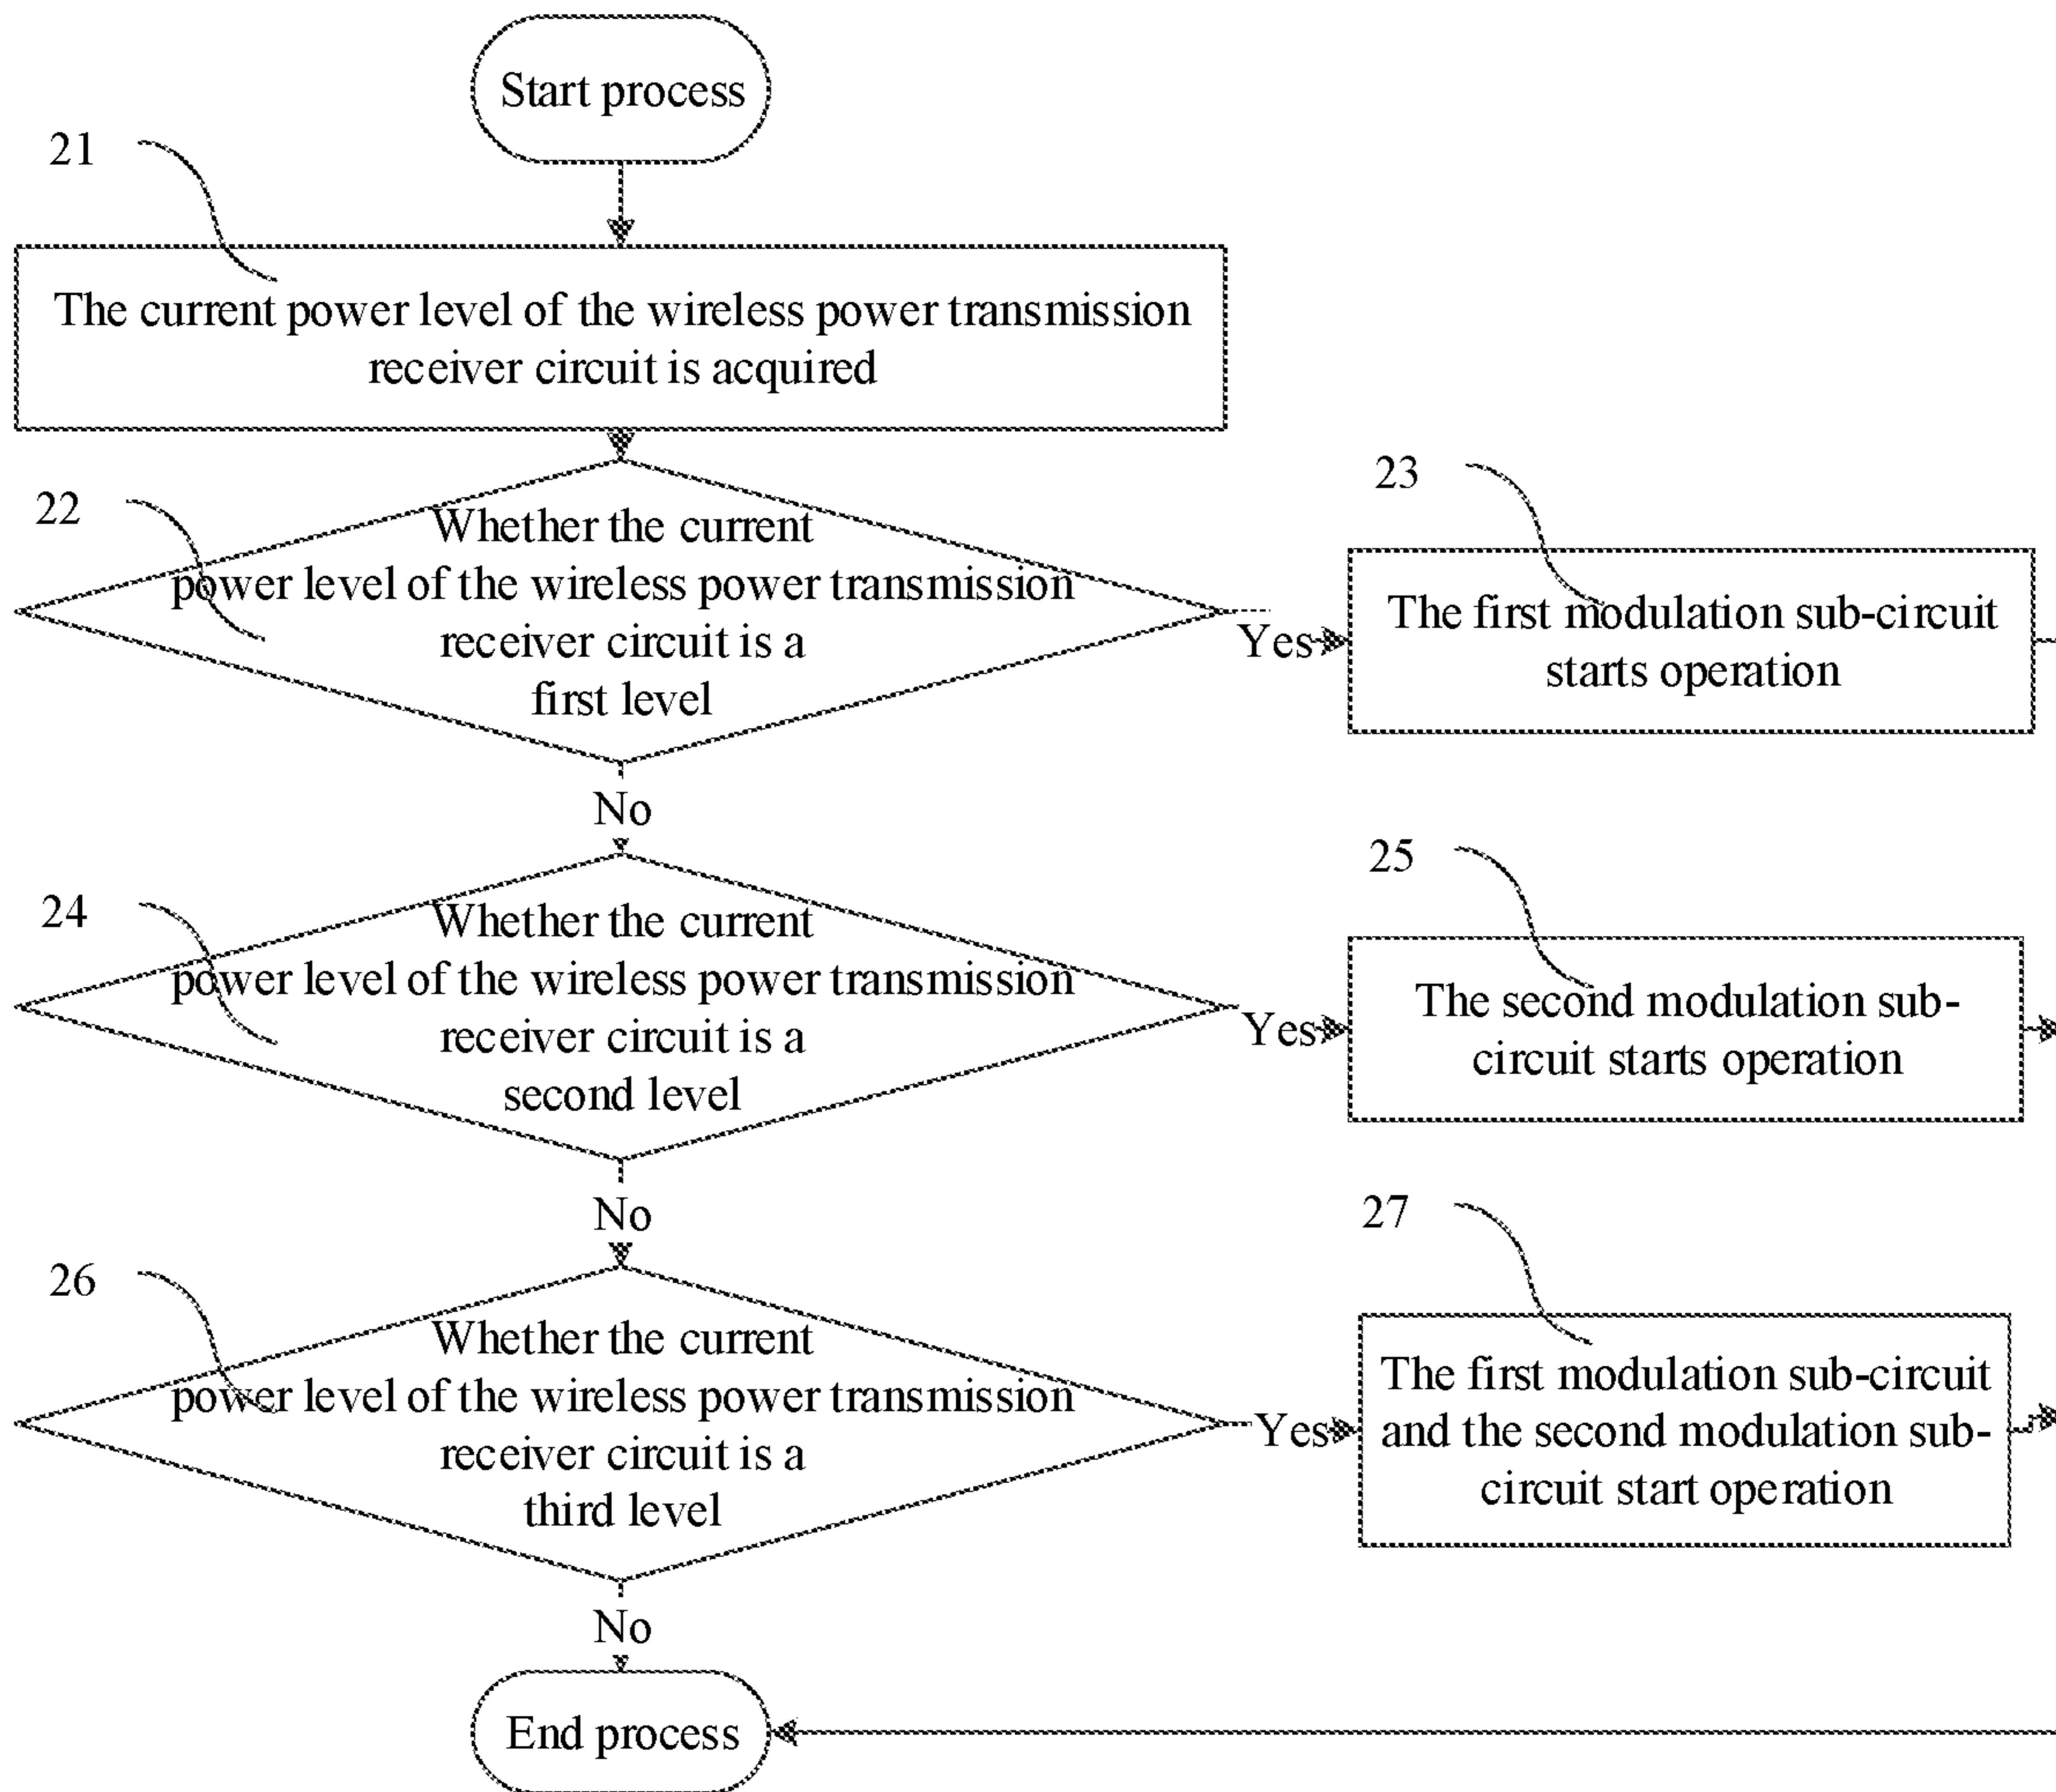 Start process
21
The current power level of the wireless power transmission
receiver circuit is acquired
22
Whether the current
power level of the wireless power transmission
receiver circuit is a
first level
Yes
23
The first modulation sub-circuit
starts operation
No
24
Whether the current
power level of the wireless power transmission
receiver circuit is a
second level
Yes
25
The second modulation sub-
circuit starts operation
No
26
Whether the current
power level of the wireless power transmission
receiver circuit is a
third level
Yes
27
The first modulation sub-circuit
and the second modulation sub-
circuit start operation
No
End process